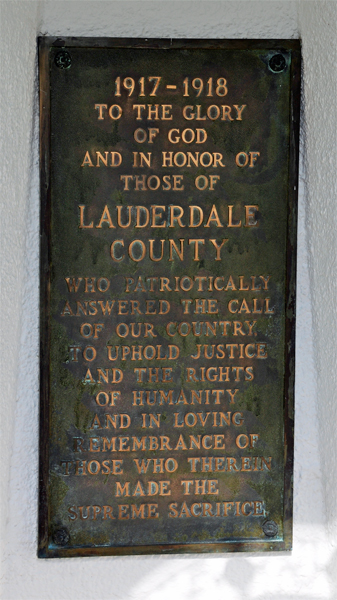 1917-1918
TO THE GLORY
OF GOD
AND IN HONOR OF
THOSE OF
LAUDERDALE
COUNTY
WHO PATRIOTICALLY
ANSWERED THE CALL
OF OUR COUNTRY
TO UPHOLD JUSTICE
AND THE RIGHTS
OF HUMANITY
AND IN LOVING
REMEMBRANCE OF
THOSE WHO THEREIN
MADE THE
SUPREME SACRIFICE